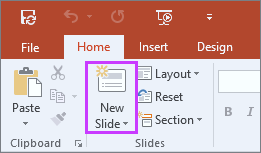 File Home Insert Design
Paste
New
Slide
Layout
Reset
Section
B U
Clipboard Slides